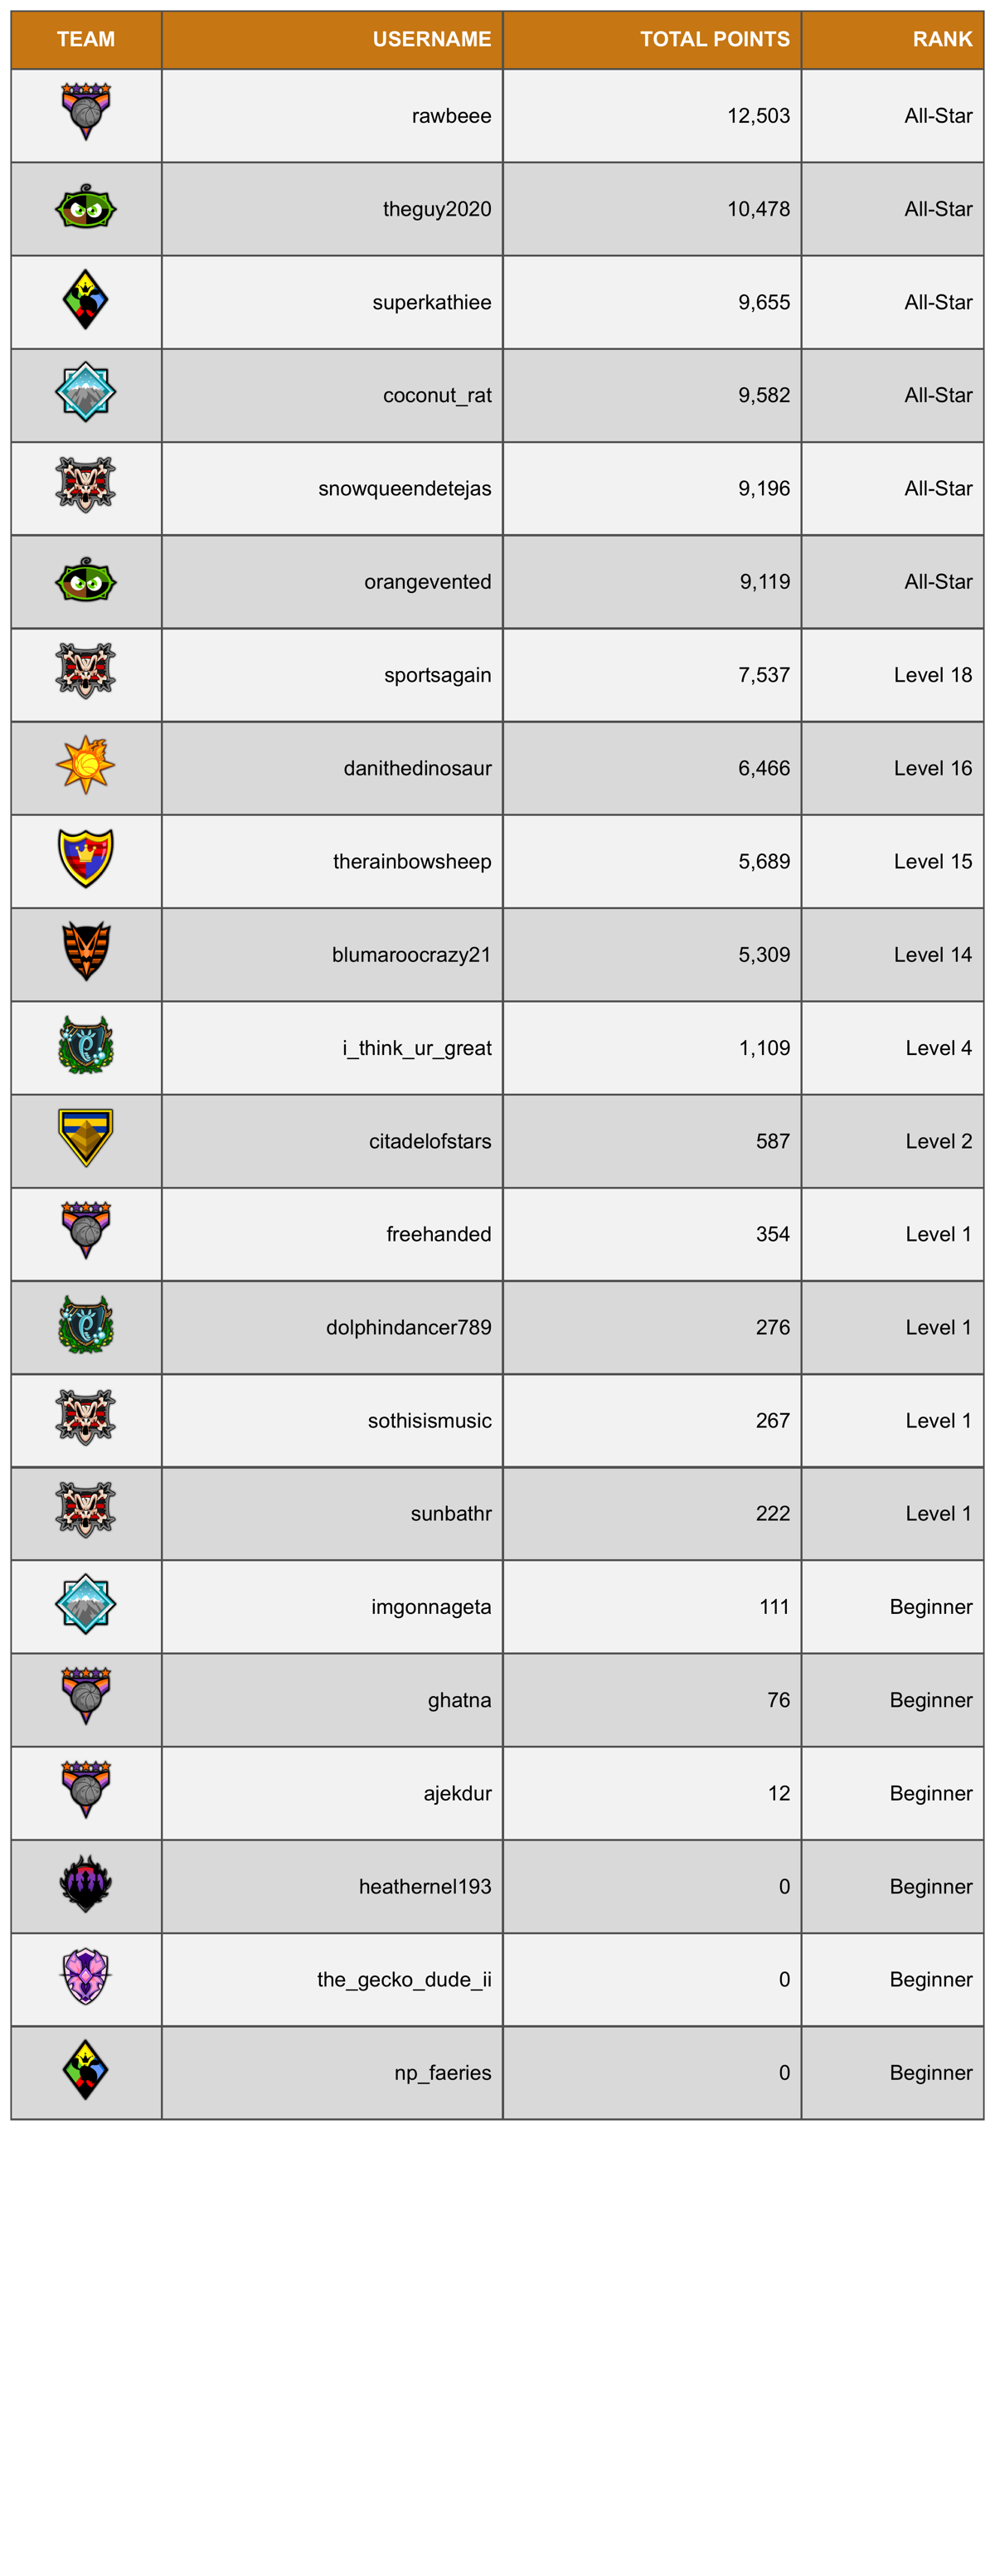 TEAM USERNAME TOTAL POINTS RANK
rawbeee 12,503 All-Star
theguy2020 10,478 All-Star
superkathiee 9,655 All-Star
coconut_rat 9,582 All-Star
snowqueendetejas 9,196 All-Star
orangevented 9,119 All-Star
sportsagain 7,537 Level 18
danithedinosaur 6,466 Level 16
therainbowsheep 5,689 Level 15
blumaroocrazy21 5,309 Level 14
i_think_ur_great 1,109 Level 4
citadelofstars 587 Level 2
freehanded 354 Level 1
dolphindancer789 276 Level 1
sothisismusic 267 Level 1
sunbathr 222 Level 1
imgonnageta 111 Beginner
ghatna 76 Beginner
ajekdur 12 Beginner
heathernel193 0 Beginner
the_gecko_dude_ii 0 Beginner
np_faeries 0 Beginner